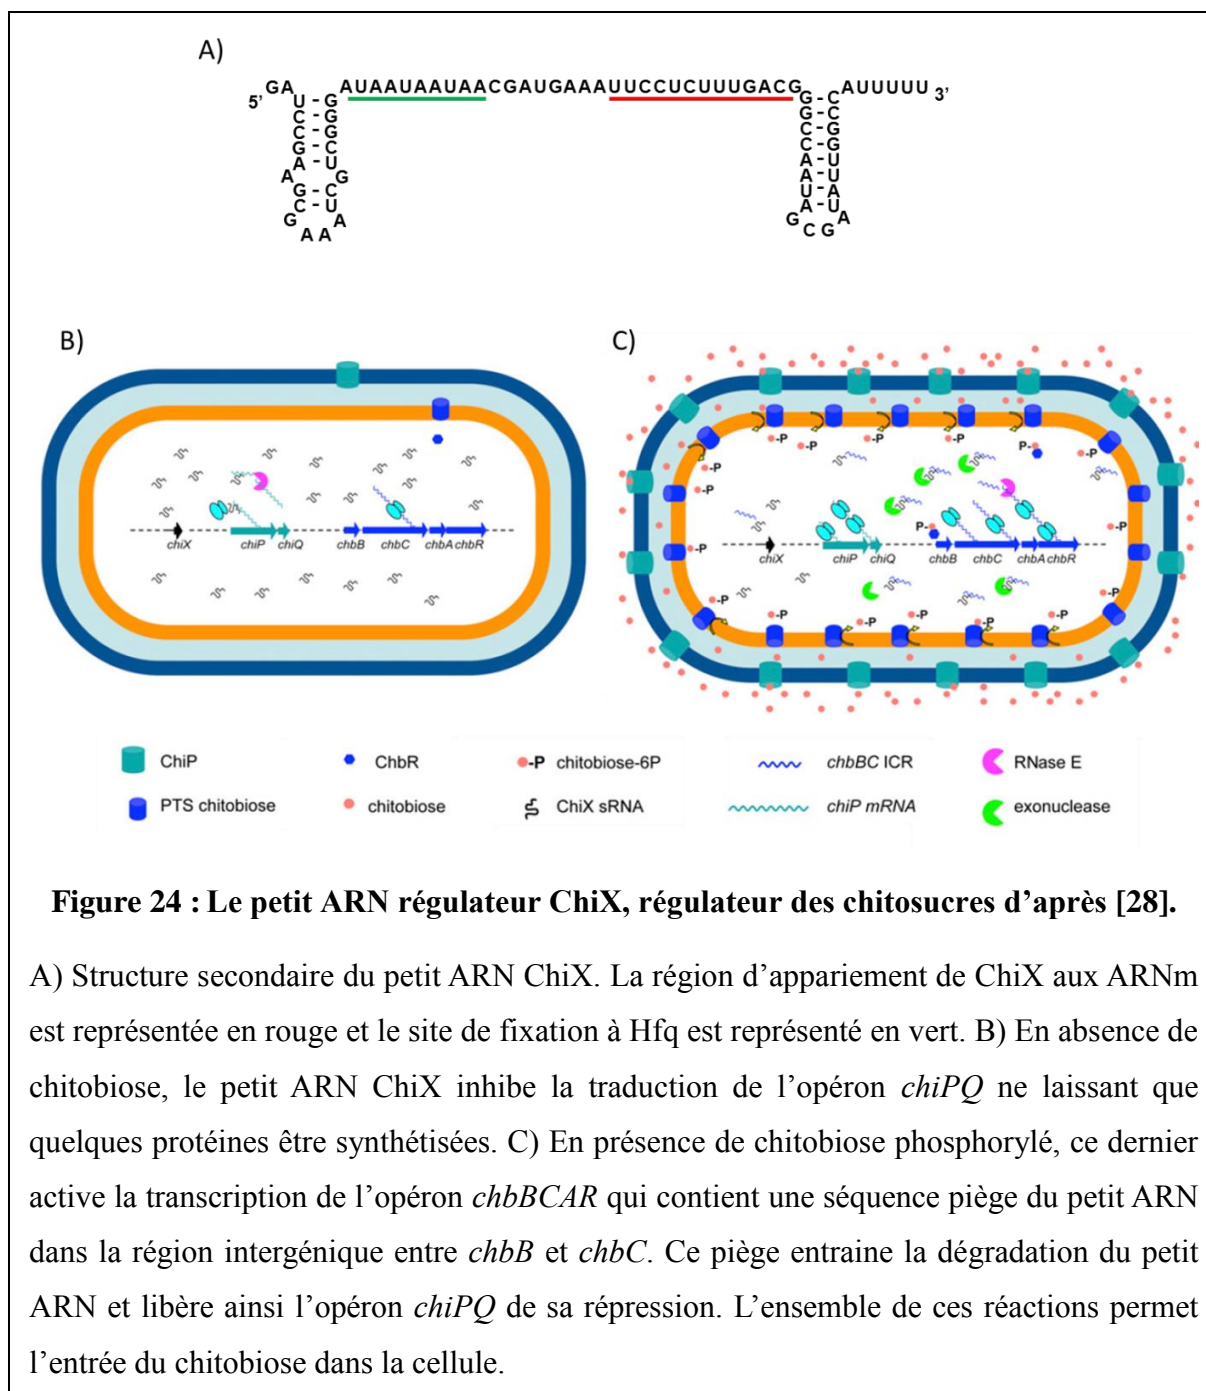 A)
5’ GA
AUAAUAAUAACGAUGAAAUUCCUCUUUGACG
AUUUUU 3’
U - G
C - G
C - G
G - C
A - U
A G
G - C
C - U
G A
A A A
G - C
G - C
C - G
C - G
A - U
A - U
U - A
A - U
G A
C G
B)
C)
-P
-P
-P
-P
-P
P-
-P
-P
-P
-P
-P
P-
chiX chiP chiQ chbB chbC chbA chbR
chiX chiP chiQ chbB chbC chbA chbR
-P
-P
-P
-P
-P
-P
-P
ChiP ChbR -P chitobiose-6P chbBC ICR RNase E
PTS chitobiose chitobiose ChiX sRNA chiP mRNA exonuclease
Figure 24 : Le petit ARN régulateur ChiX, régulateur des chitosucres d’après [28].
A) Structure secondaire du petit ARN ChiX. La région d’appariement de ChiX aux ARNm
est représentée en rouge et le site de fixation à Hfq est représenté en vert. B) En absence de
chitobiose, le petit ARN ChiX inhibe la traduction de l’opéron chiPQ ne laissant que
quelques protéines être synthétisées. C) En présence de chitobiose phosphorylé, ce dernier
active la transcription de l’opéron chbBCAR qui contient une séquence piège du petit ARN
dans la région intergénique entre chbB et chbC. Ce piège entraine la dégradation du petit
ARN et libère ainsi l’opéron chiPQ de sa répression. L’ensemble de ces réactions permet
l’entrée du chitobiose dans la cellule.